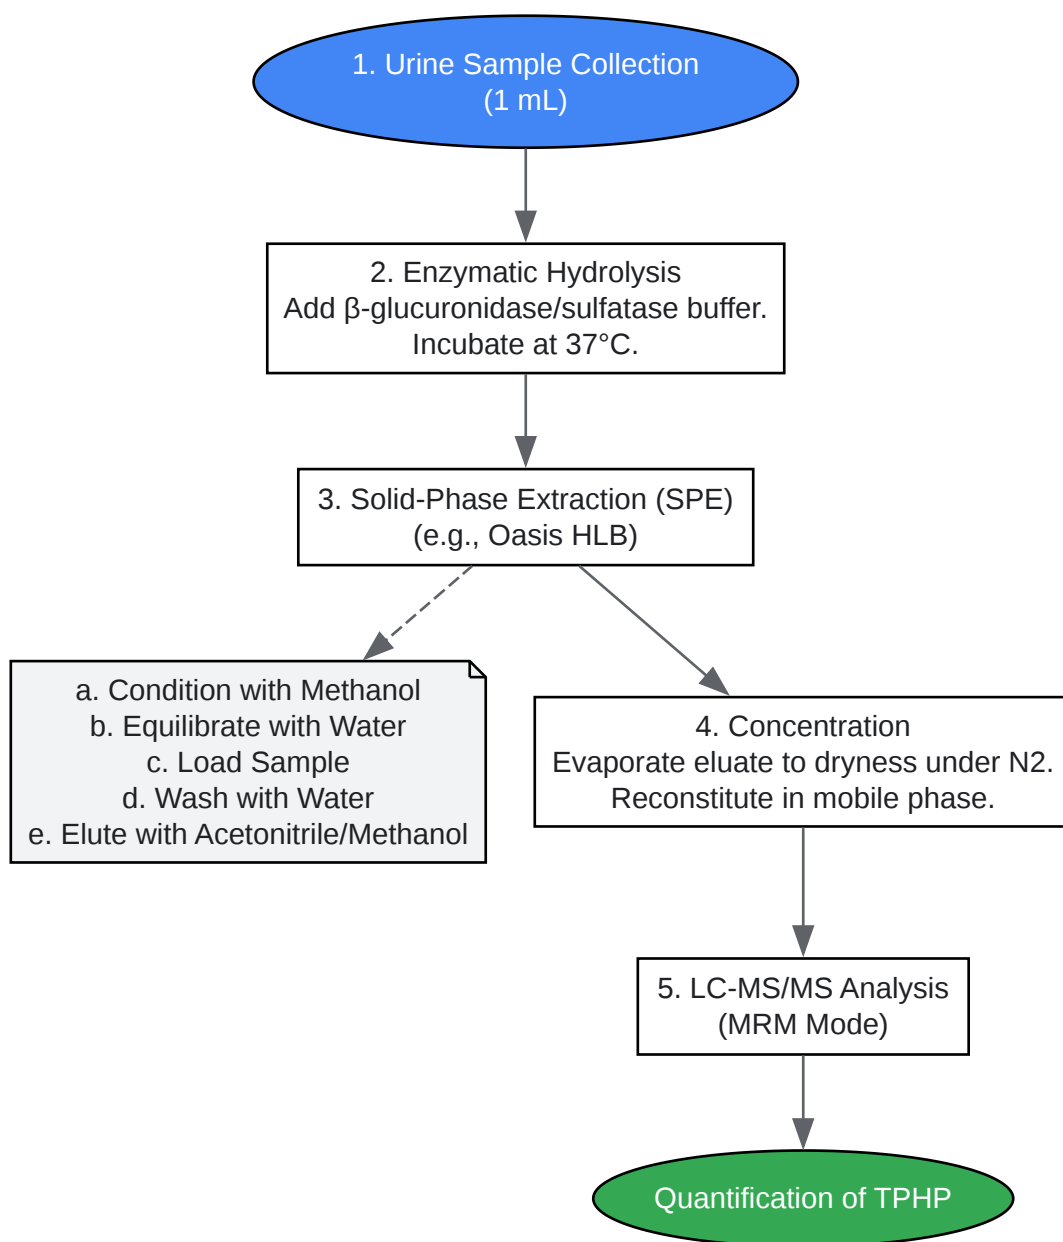 1. Urine Sample Collection
(1 mL)
2. Enzymatic Hydrolysis
Add β-glucuronidase/sulfatase buffer.
Incubate at 37°C.
3. Solid-Phase Extraction (SPE)
(e.g., Oasis HLB)
a. Condition with Methanol
b. Equilibrate with Water
c. Load Sample
d. Wash with Water
e. Elute with Acetonitrile/Methanol
4. Concentration
Evaporate eluate to dryness under N2.
Reconstitute in mobile phase.
5. LC-MS/MS Analysis
(MRM Mode)
Quantification of TPHP